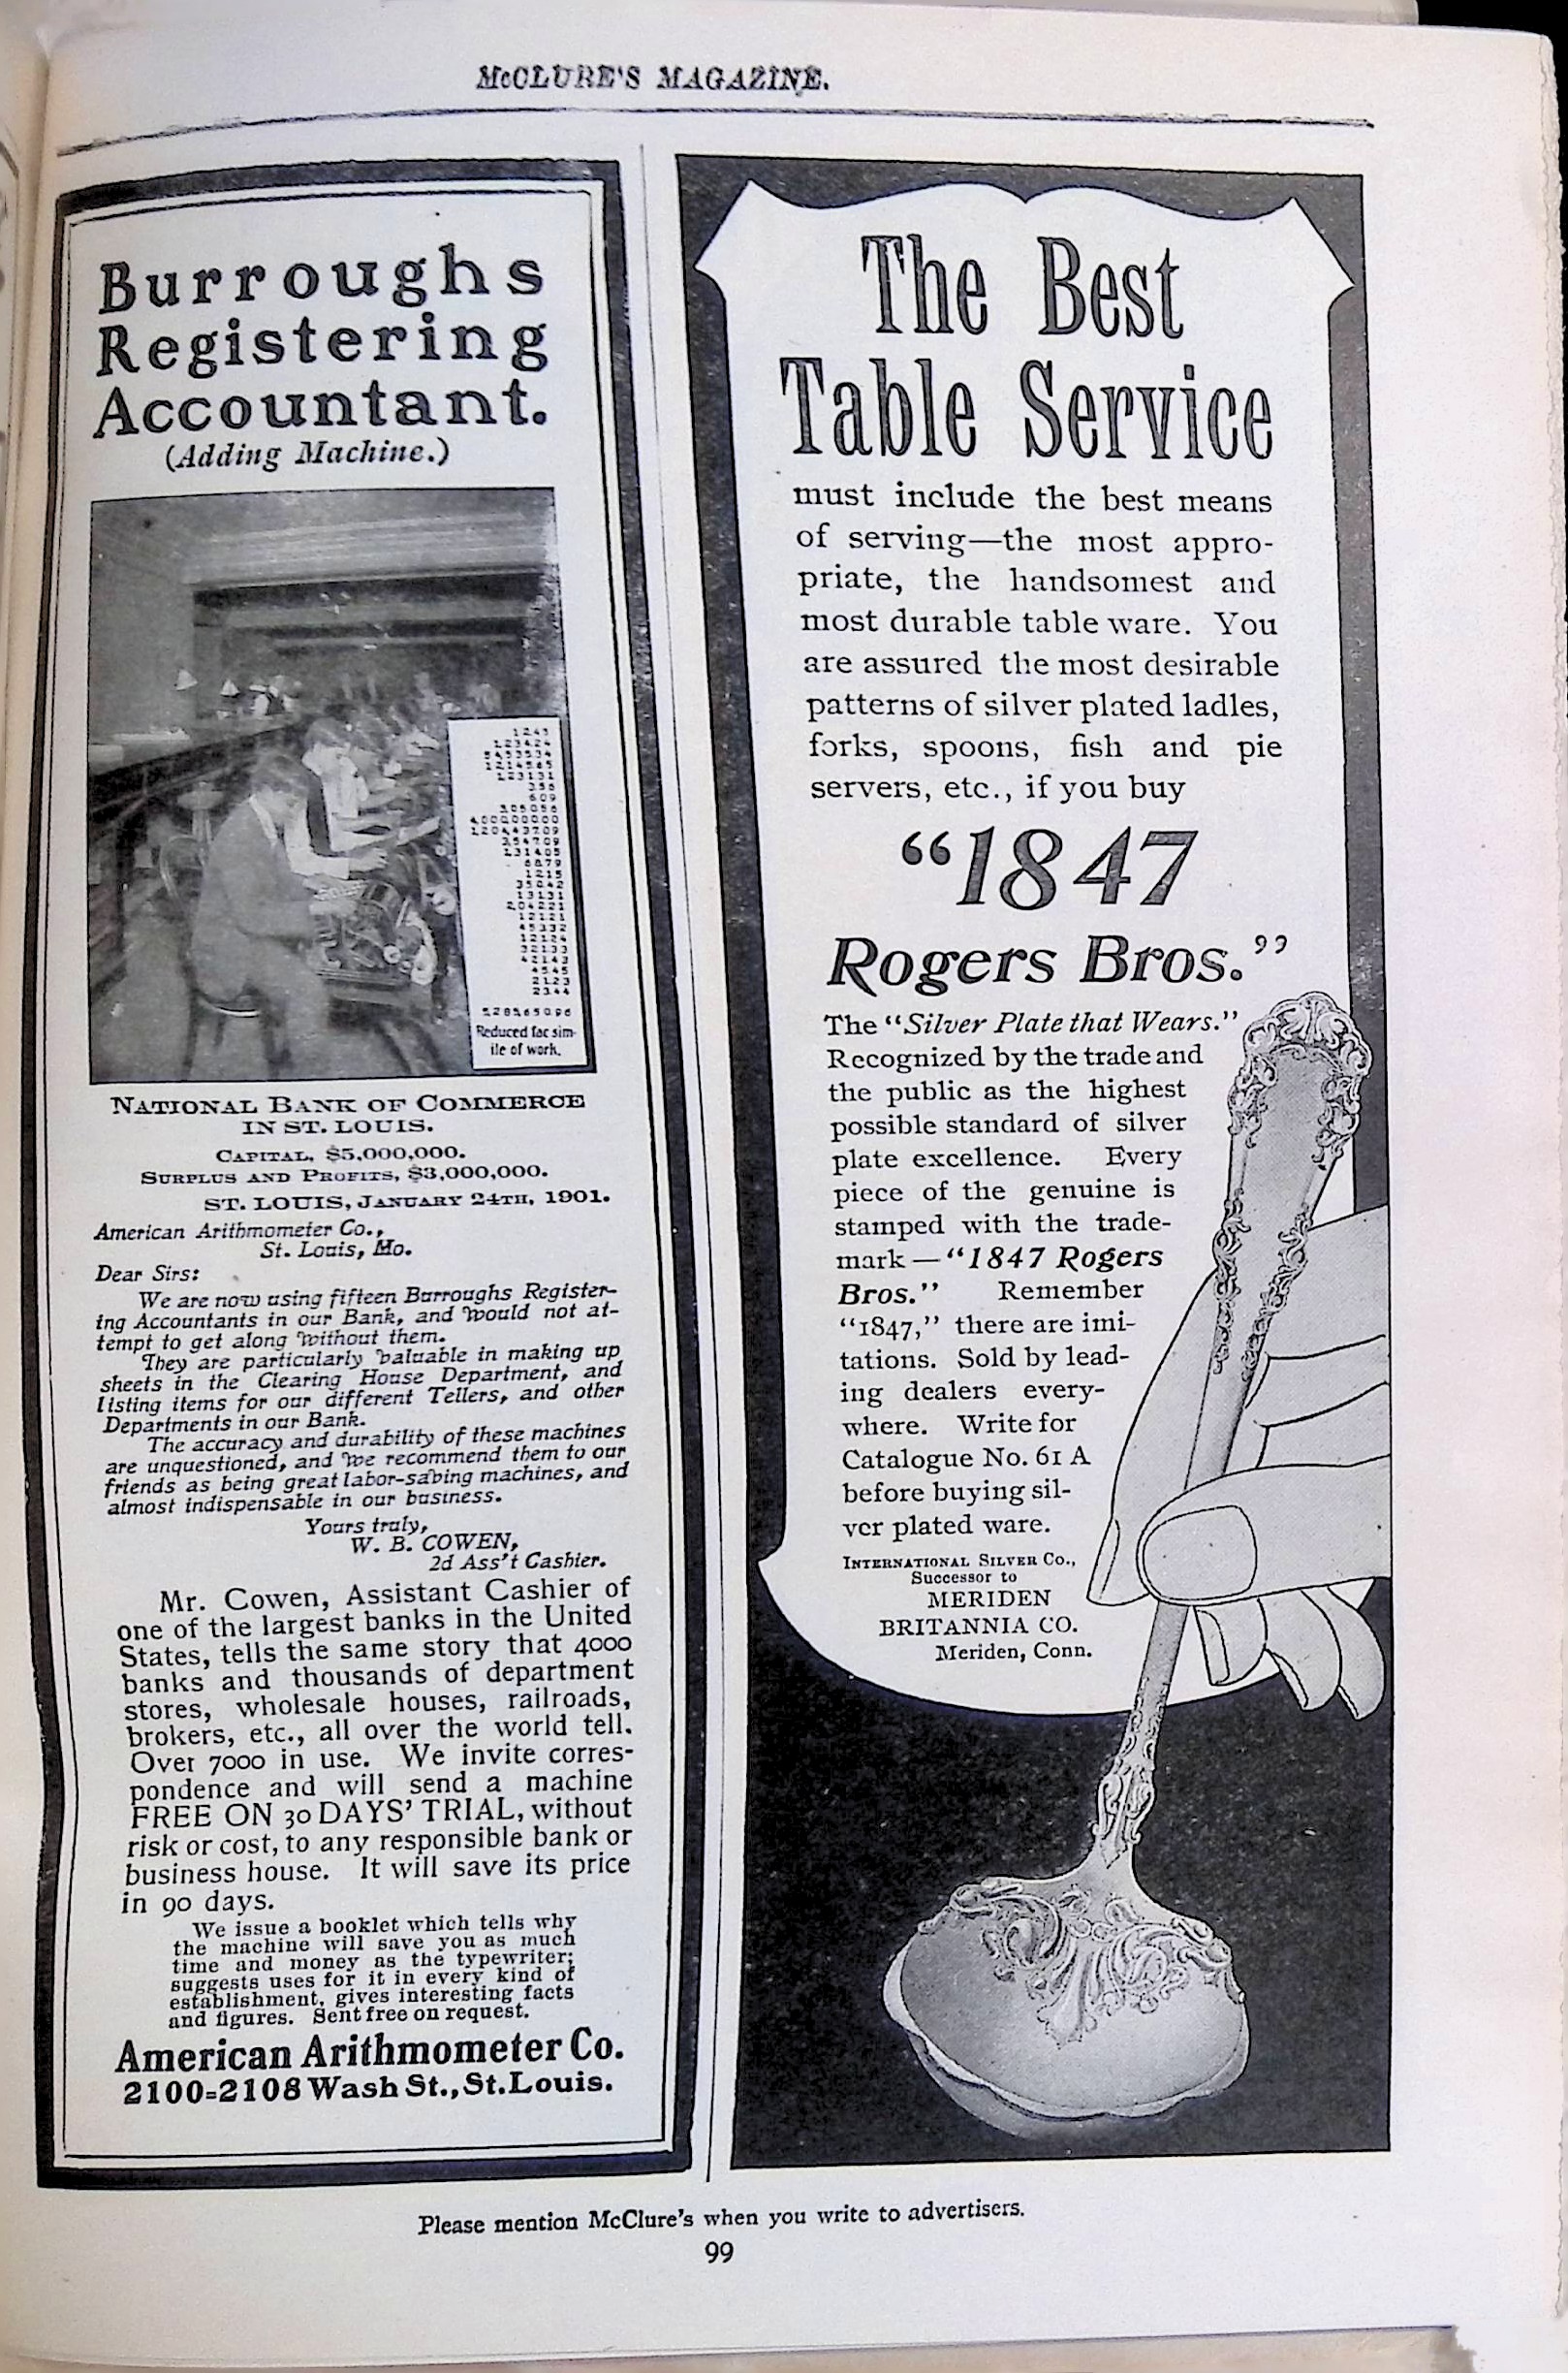 McCLURE'S MAGAZINE.
Burroughs
Registering
Accountant.
(Adding Machine.)
Reduced fac sim-
ile of work.
NATIONAL BANK OF COMMERCE
IN ST. LOUIS.
CAPITAL, $5,000,000.
SURPLUS AND PROFITS, $3,000,000.
ST. LOUIS, JANUARY 24TH, 1901.
American Arithmometer Co.,
St. Louis, Mo.
Dear Sirs:
We are now using fifteen Burroughs Register-
ing Accountants in our Bank, and would not at-
tempt to get along without them.
They are particularly valuable in making up
sheets in the Clearing House Department, and
listing items for our different Tellers, and other
Departments in our Bank.
The accuracy and durability of these machines
are unquestioned, and we recommend them to our
friends as being great labor-saving machines, and
almost indispensable in our business.
Yours truly,
W. B. COWEN,
2d Ass't Cashier.
Mr. Cowen, Assistant Cashier of
one of the largest banks in the United
States, tells the same story that 4000
banks and thousands of department
stores, wholesale houses, railroads,
brokers, etc., all over the world tell.
Over 7000 in use. We invite corres-
pondence and will send a machine
FREE ON 30 DAYS' TRIAL, without
risk or cost, to any responsible bank or
business house. It will save its price
in 90 days.
We issue a booklet which tells why
the machine will save you as much
time and money as the typewriter;
suggests uses for it in every kind of
establishment, gives interesting facts
and figures. Sent free on request.
American Arithmometer Co.
2100=2108 Wash St., St. Louis.
The Best
Table Service
must include the best means
of serving—the most appro-
priate, the handsomest and
most durable table ware. You
are assured the most desirable
patterns of silver plated ladles,
forks, spoons, fish and pie
servers, etc., if you buy
"1847
Rogers Bros."
The "Silver Plate that Wears."
Recognized by the trade and
the public as the highest
possible standard of silver
plate excellence. Every
piece of the genuine is
stamped with the trade-
mark—"1847 Rogers
Bros." Remember
"1847," there are imi-
tations. Sold by lead-
ing dealers every-
where. Write for
Catalogue No. 61 A
before buying sil-
ver plated ware.
INTERNATIONAL SILVER CO.,
Successor to
MERIDEN
BRITANNIA CO.
Meriden, Conn.
Please mention McClure's when you write to advertisers.
99